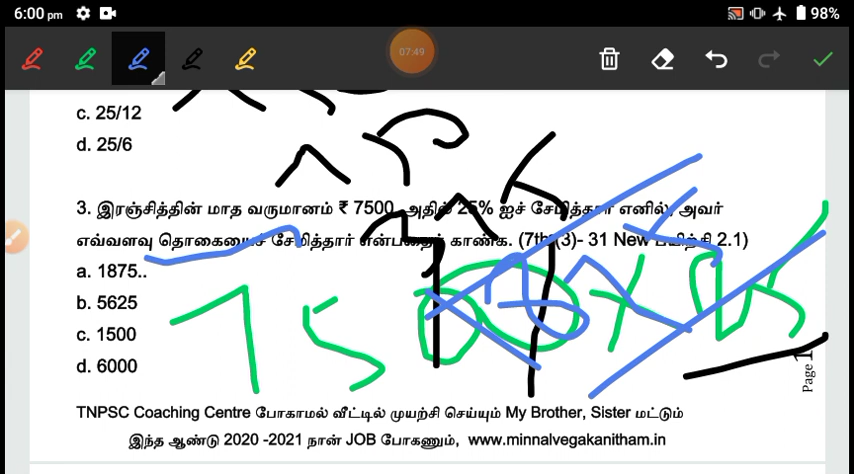 6:00 pm
98%
07:49
c. 25/12
d. 25/6
3. இரஞ்சித்தின் மாத வருமானம் ₹ 7500. அதில் 25% ஐச் சேமித்தார் எனில், அவர்
எவ்வளவு தொகையைச் சேமித்தார் என்பதைக் காண்க. (7th (3)- 31 New பயிற்சி 2.1)
a. 1875..
b. 5625
c. 1500
d. 6000
75
Page 1
TNPSC Coaching Centre போகாமல் வீட்டில் முயற்சி செய்யும் My Brother, Sister மட்டும்
இந்த ஆண்டு 2020 -2021 நான் JOB போகணும், www.minnalvegakanitham.in